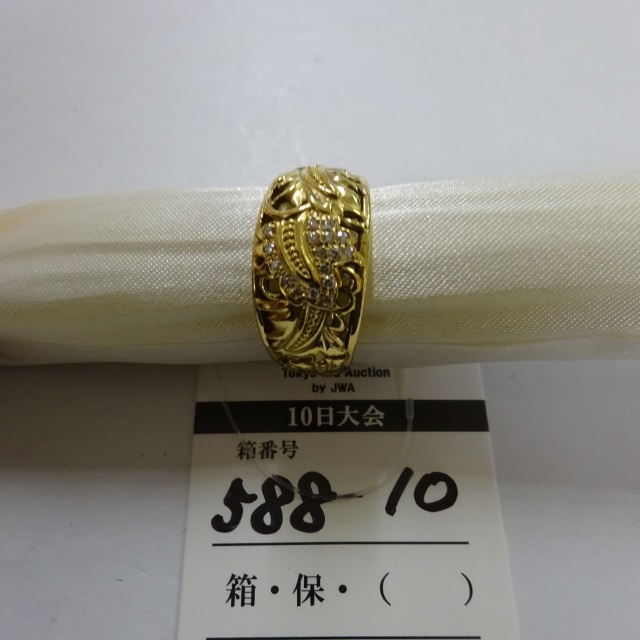 Auction
by JWA
10日大会
箱番号
588-10
箱・保・(　　)